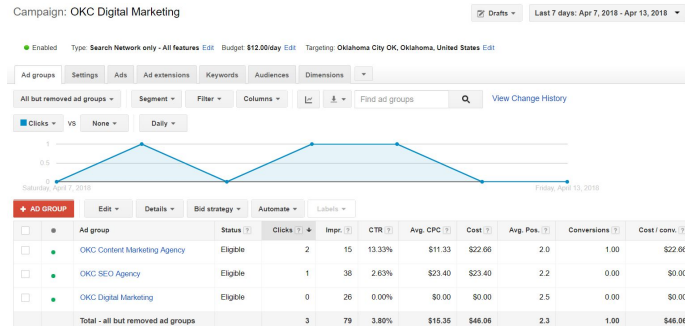 Campaign: OKC Digital Marketing
Drafts
Last 7 days: Apr 7, 2018 - Apr 13, 2018
Enabled Type: Search Network only - All features Edit Budget: $12.00/day Edit Targeting: Oklahoma City OK, Oklahoma, United States Edit
Ad groups Settings Ads Ad extensions Keywords Audiences Dimensions
All but removed ad groups Segment Filter Columns Find ad groups View Change History
Clicks VS None Daily
1
0.5
0
Saturday, April 7, 2018 Friday, April 13, 2018
+ AD GROUP Edit Details Bid strategy Automate Labels
Ad group Status ? Clicks ? Impr. ? CTR ? Avg. CPC ? Cost ? Avg. Pos. ? Conversions ? Cost / conv. ?
OKC Content Marketing Agency Eligible 2 15 13.33% $11.33 $22.66 2.0 1.00 $22.66
OKC SEO Agency Eligible 1 38 2.63% $23.40 $23.40 2.2 0.00 $0.00
OKC Digital Marketing Eligible 0 26 0.00% $0.00 $0.00 2.5 0.00 $0.00
Total - all but removed ad groups 3 79 3.80% $15.35 $46.06 2.3 1.00 $46.06